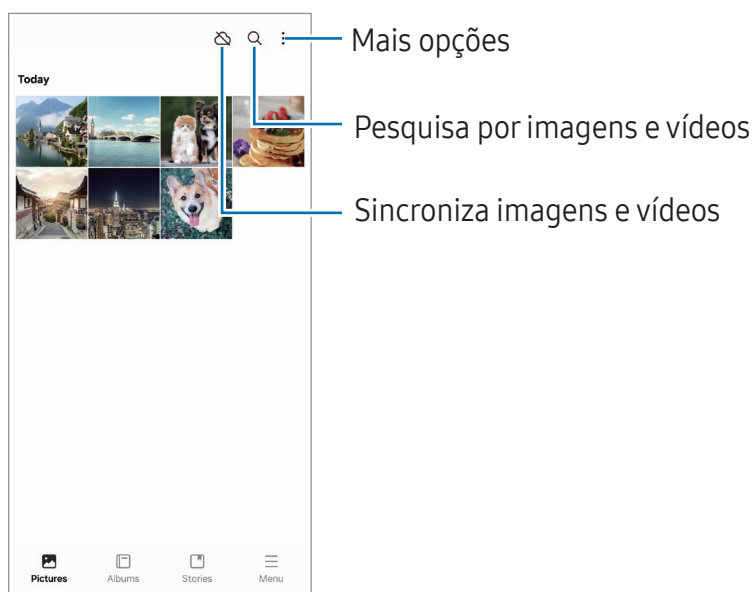 Mais opções
Today
Pesquisa por imagens e vídeos
Sincroniza imagens e vídeos
Pictures
Albums
Stories
Menu